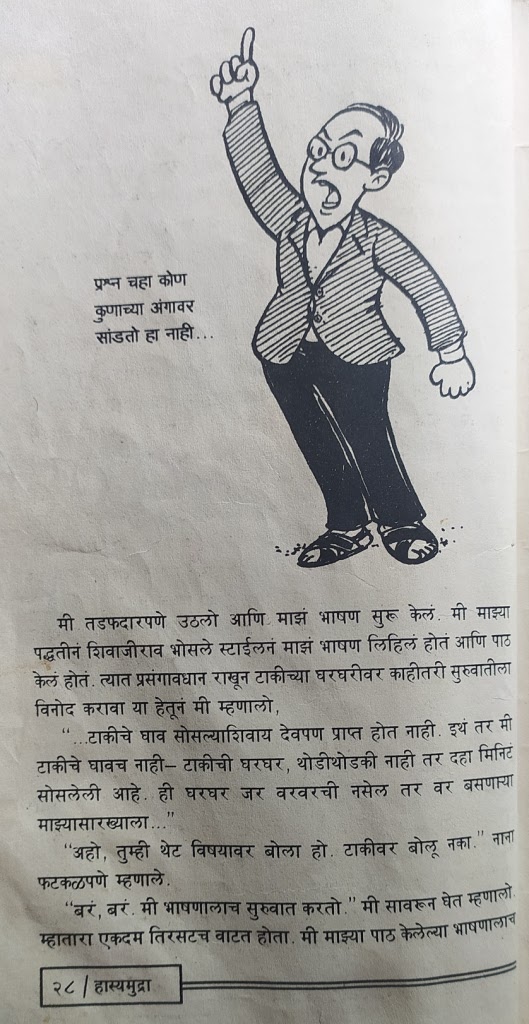 प्रश्न चहा कोण
कुणाच्या अंगावर
सांडतो हा नाही...
मी तडफदारपणे उठलो आणि माझं भाषण सुरू केलं. मी माझ्या
पद्धतीनं शिवाजीराव भोसले स्टाईलनं माझं भाषण लिहिलं होतं आणि पाठ
केलं होतं. त्यात प्रसंगावधान राखून टाकीच्या घरघरीवर काहीतरी सुरुवातीला
विनोद करावा या हेतूनं मी म्हणालो,
“...टाकीचे घाव सोसल्याशिवाय देवपण प्राप्त होत नाही. इथं तर मी
टाकीचे घावच नाही– टाकीची घरघर, थोडीथोडकी नाही तर दहा मिनिटं
सोसलेली आहे. ही घरघर जर वरवरची नसेल तर वर बसणाऱ्या
माझ्यासारख्याला...”
“अहो, तुम्ही थेट विषयावर बोला हो. टाकीवर बोलू नका.” नाना
फटकळपणे म्हणाले.
“बरं, बरं. मी भाषणालाच सुरुवात करतो.” मी सावरून घेत म्हणालो.
म्हातारा एकदम तिरसटच वाटत होता. मी माझ्या पाठ केलेल्या भाषणालाच
२८ / हास्यमुद्रा